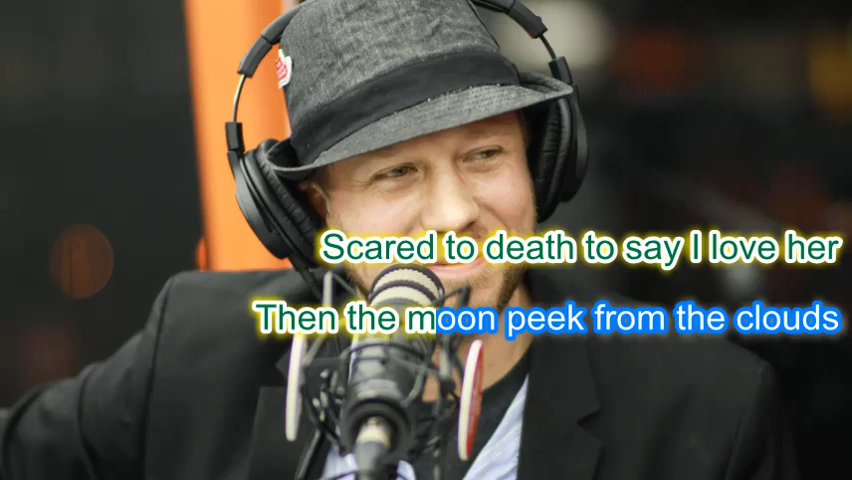 Scared to death to say I love her
Then the moon peek from the clouds